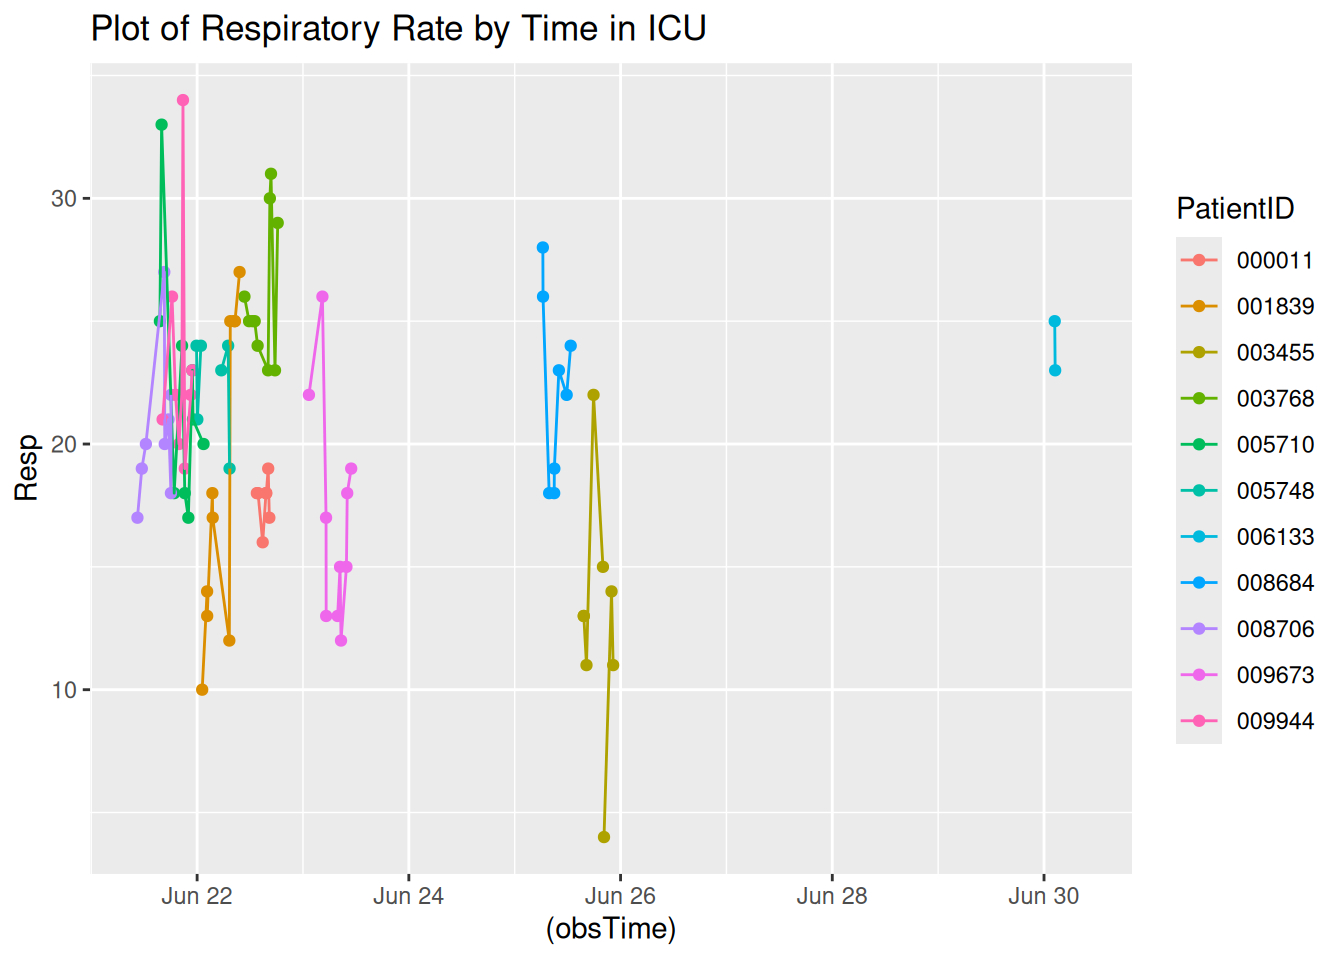 Plot of Respiratory Rate by Time in ICU
30
20
10
Resp
Jun 22
Jun 24
Jun 26
Jun 28
Jun 30
(obsTime)
PatientID
000011
001839
003455
003768
005710
005748
006133
008684
008706
009673
009944